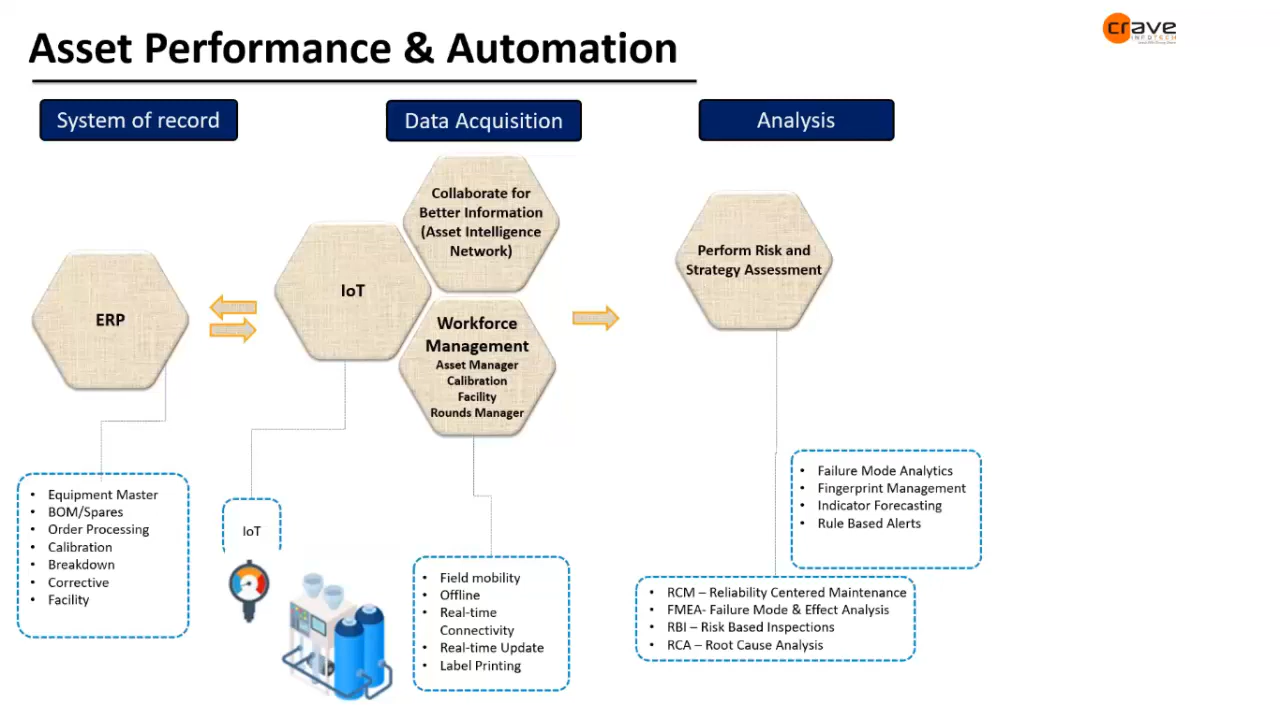 Asset Performance & Automation
crave
INFOTECH
System of record
Data Acquisition
Analysis
Collaborate for
Better Information
(Asset Intelligence
Network)
Perform Risk and
Strategy Assessment
IoT
ERP
Workforce
Management
Asset Manager
Calibration
Facility
Rounds Manager
• Equipment Master
• BOM/Spares
• Order Processing
• Calibration
• Breakdown
• Corrective
• Facility
IoT
• Field mobility
• Offline
• Real-time
Connectivity
• Real-time Update
• Label Printing
• Failure Mode Analytics
• Fingerprint Management
• Indicator Forecasting
• Rule Based Alerts
• RCM – Reliability Centered Maintenance
• FMEA- Failure Mode & Effect Analysis
• RBI – Risk Based Inspections
• RCA – Root Cause Analysis